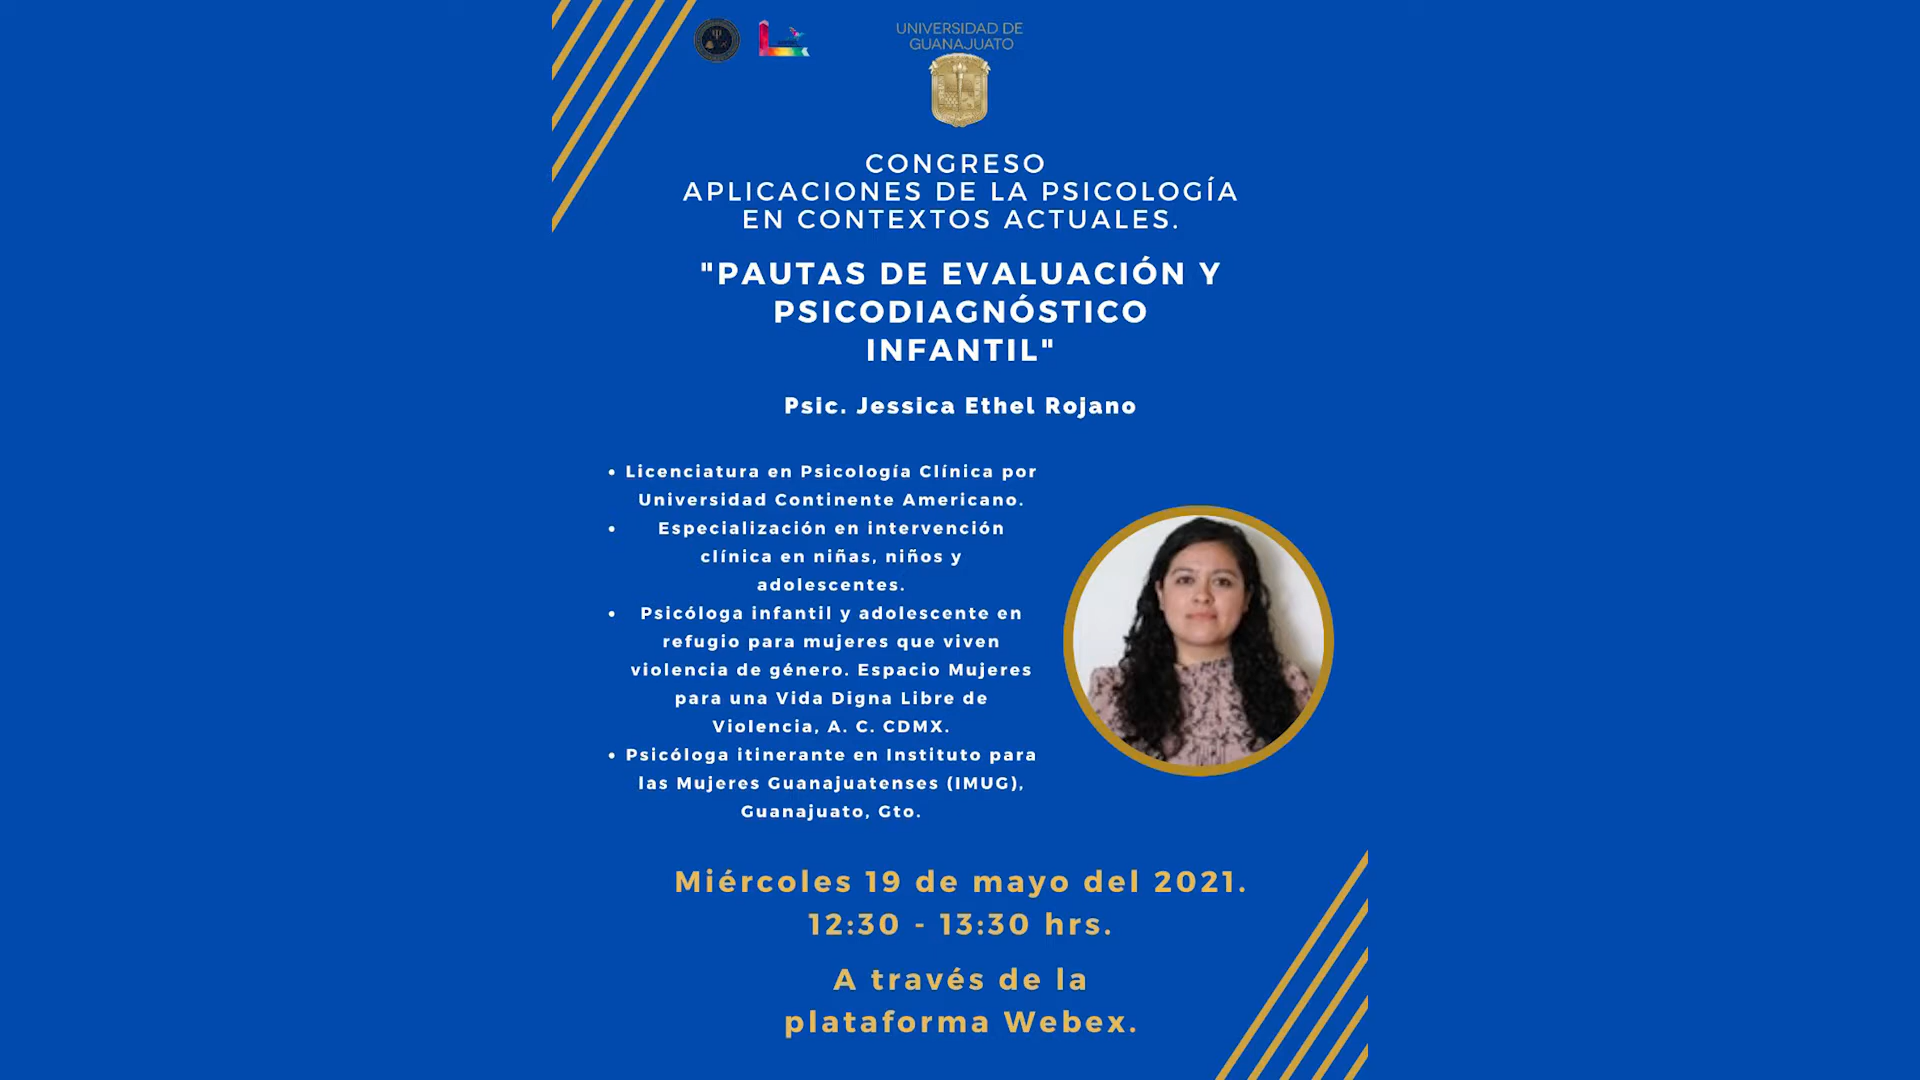 UNIVERSIDAD DE
GUANAJUATO
CONGRESO
APLICACIONES DE LA PSICOLOGÍA
EN CONTEXTOS ACTUALES.
"PAUTAS DE EVALUACIÓN Y
PSICODIAGNÓSTICO
INFANTIL"
Psic. Jessica Ethel Rojano
• Licenciatura en Psicología Clínica por
Universidad Continente Americano.
• Especialización en intervención
clínica en niñas, niños y
adolescentes.
• Psicóloga infantil y adolescente en
refugio para mujeres que viven
violencia de género. Espacio Mujeres
para una Vida Digna Libre de
Violencia, A. C. CDMX.
• Psicóloga itinerante en Instituto para
las Mujeres Guanajuatenses (IMUG),
Guanajuato, Gto.
Miércoles 19 de mayo del 2021.
12:30 - 13:30 hrs.
A través de la
plataforma Webex.